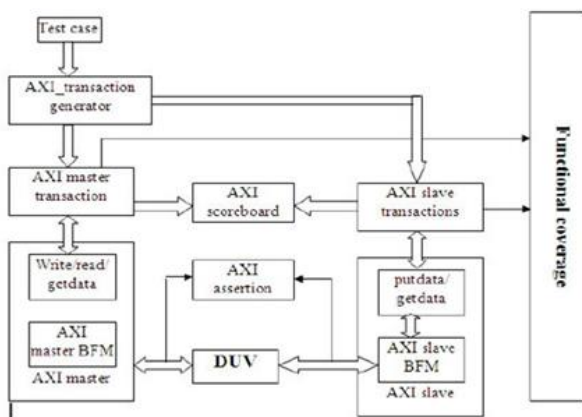 Test case
AXI_transaction
generator
AXI master
transaction
AXI
scoreboard
AXI slave
transactions
Functional coverage
Write/read/
getdata
AXI
assertion
putdata/
getdata
AXI
master BFM
AXI master
DUV
AXI slave
BFM
AXI slave